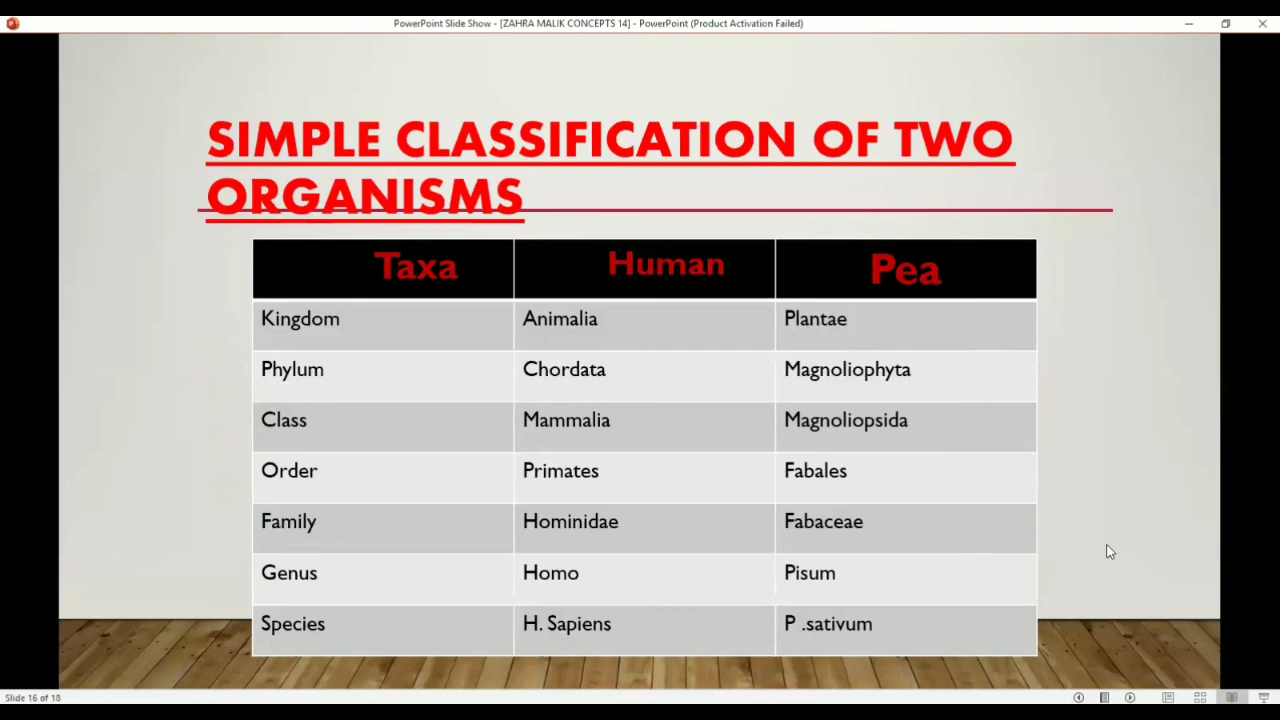 PowerPoint Slide Show - [ZAHRA MALIK CONCEPTS 14] - PowerPoint (Product Activation Failed)
SIMPLE CLASSIFICATION OF TWO
ORGANISMS
Taxa Human Pea
Kingdom Animalia Plantae
Phylum Chordata Magnoliophyta
Class Mammalia Magnoliopsida
Order Primates Fabales
Family Hominidae Fabaceae
Genus Homo Pisum
Species H. Sapiens P .sativum
Slide 16 of 18